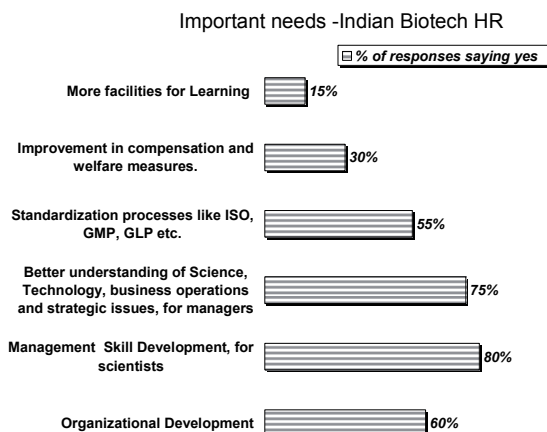 Important needs -Indian Biotech HR
% of responses saying yes
More facilities for Learning
15%
Improvement in compensation and
welfare measures.
30%
Standardization processes like ISO,
GMP, GLP etc.
55%
Better understanding of Science,
Technology, business operations
and strategic issues, for managers
75%
Management Skill Development, for
scientists
80%
Organizational Development
60%